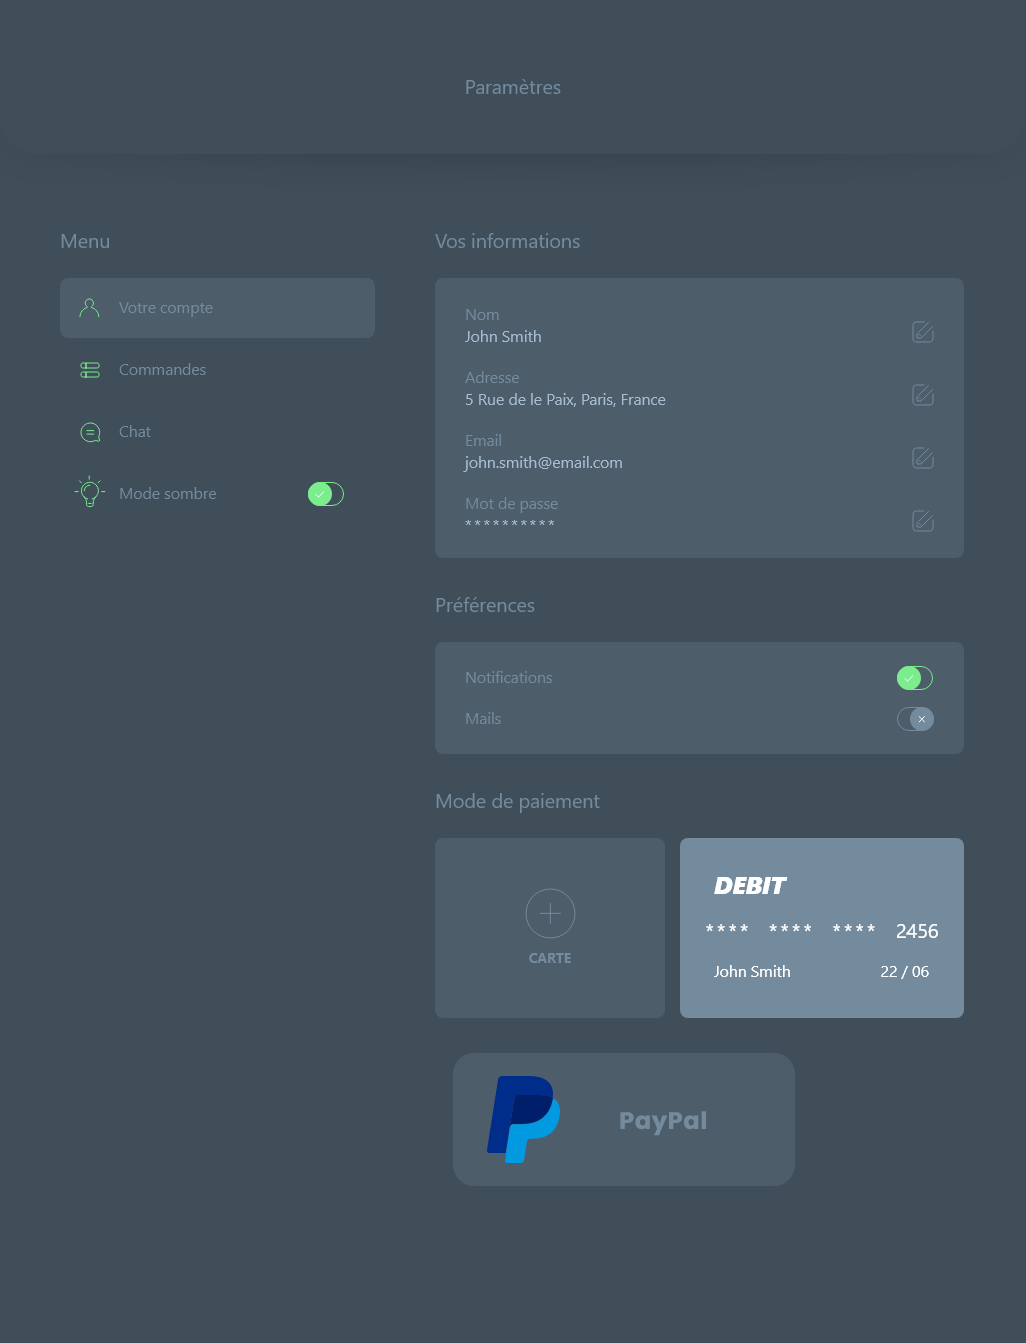 Paramètres
Menu
Votre compte
Commandes
Chat
Mode sombre
Vos informations
Nom
John Smith
Adresse
5 Rue de le Paix, Paris, France
Email
john.smith@email.com
Mot de passe
**********
Préférences
Notifications
Mails
Mode de paiement
CARTE
DEBIT
**** **** **** 2456
John Smith 22 / 06
PayPal